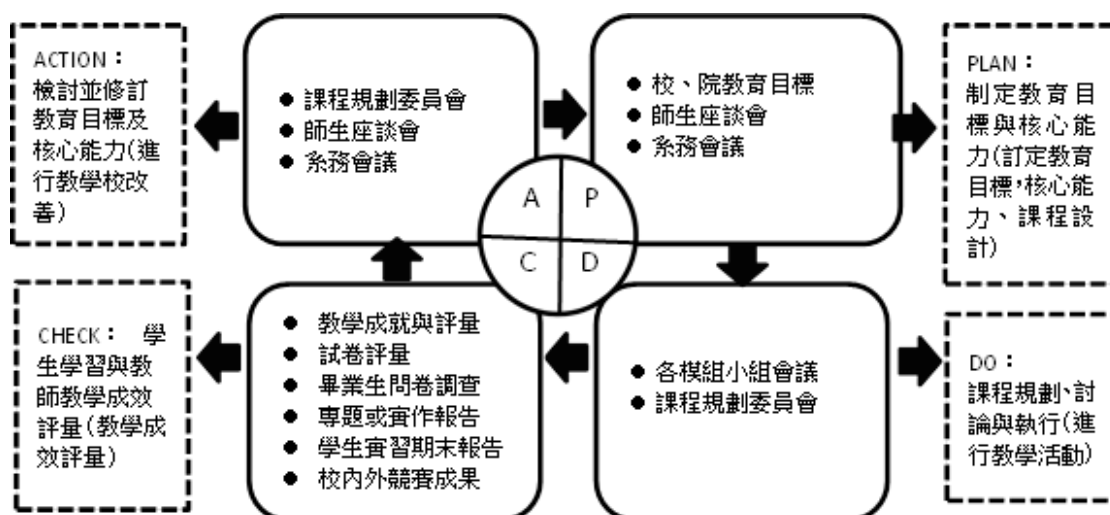 ACTION：
檢討並修訂
教育目標及
核心能力(進
行教學校改
善)
● 課程規劃委員會
● 師生座談會
● 系務會議
● 校、院教育目標
● 師生座談會
● 系務會議
PLAN：
制定教育目
標與核心能
力(訂定教育
目標，核心能
力、課程設
計)
A P
C D
CHECK： 學
生學習與教
師教學成效
評量(教學成
效評量)
● 教學成就與評量
● 試卷評量
● 畢業生問卷調查
● 專題或實作報告
● 學生實習期末報告
● 校內外競賽成果
● 各模組小組會議
● 課程規劃委員會
DO：
課程規劃、討
論與執行(進
行教學活動)